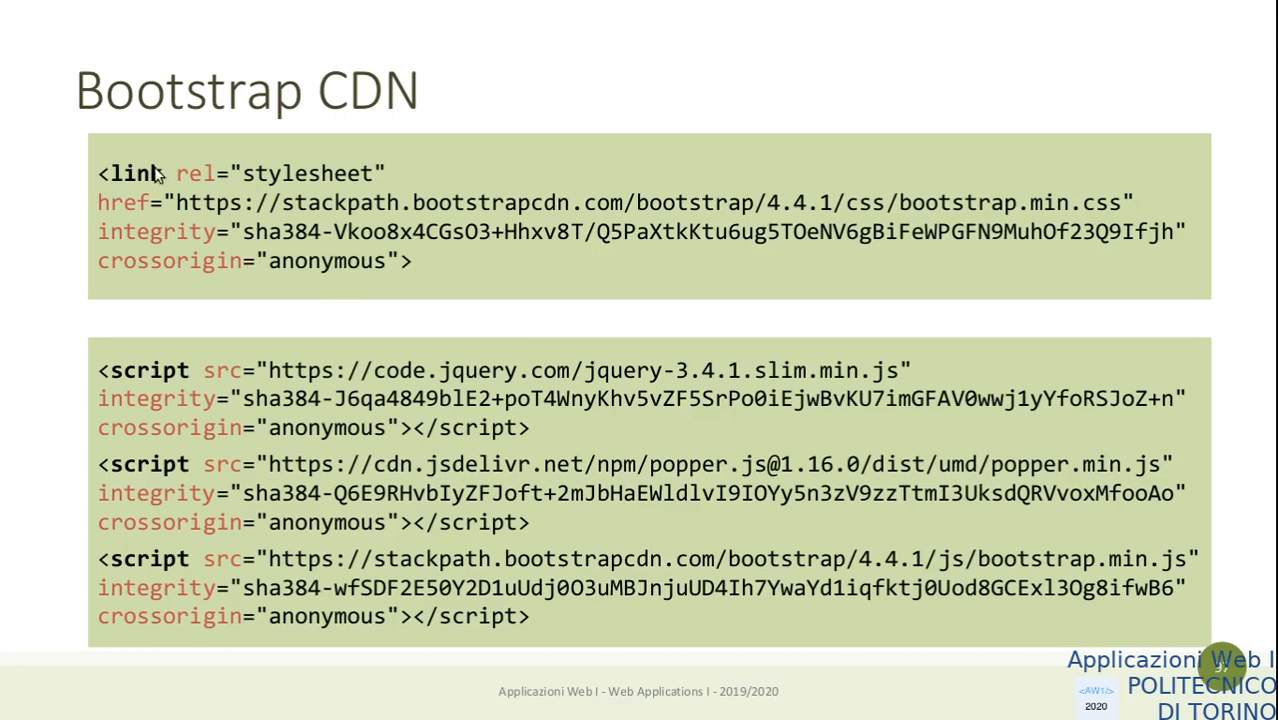 Bootstrap CDN
<link rel="stylesheet"
href="https://stackpath.bootstrapcdn.com/bootstrap/4.4.1/css/bootstrap.min.css"
integrity="sha384-Vkoo8x4CGsO3+Hhxv8T/Q5PaXtkKtu6ug5TOeNV6gBiFeWPGFN9MuhOf23Q9Ifjh"
crossorigin="anonymous">
<script src="https://code.jquery.com/jquery-3.4.1.slim.min.js"
integrity="sha384-J6qa4849blE2+poT4WnyKhv5vZF5SrPo0iEjwBvKU7imGFAV0wwj1yYfoRSJoZ+n"
crossorigin="anonymous"></script>
<script src="https://cdn.jsdelivr.net/npm/popper.js@1.16.0/dist/umd/popper.min.js"
integrity="sha384-Q6E9RHvbIyZFJoft+2mJbHaEWldlvI9IOYy5n3zV9zzTtmI3UksdQRVvoxMfooAo"
crossorigin="anonymous"></script>
<script src="https://stackpath.bootstrapcdn.com/bootstrap/4.4.1/js/bootstrap.min.js"
integrity="sha384-wfSDF2E50Y2D1uUdj0O3uMBJnjuUD4Ih7YwaYd1iqfktj0Uod8GCExl3Og8ifwB6"
crossorigin="anonymous"></script>
Applicazioni Web I - Web Applications I - 2019/2020
Applicazioni Web I
<AW1/>
POLITECNICO
2020
DI TORINO